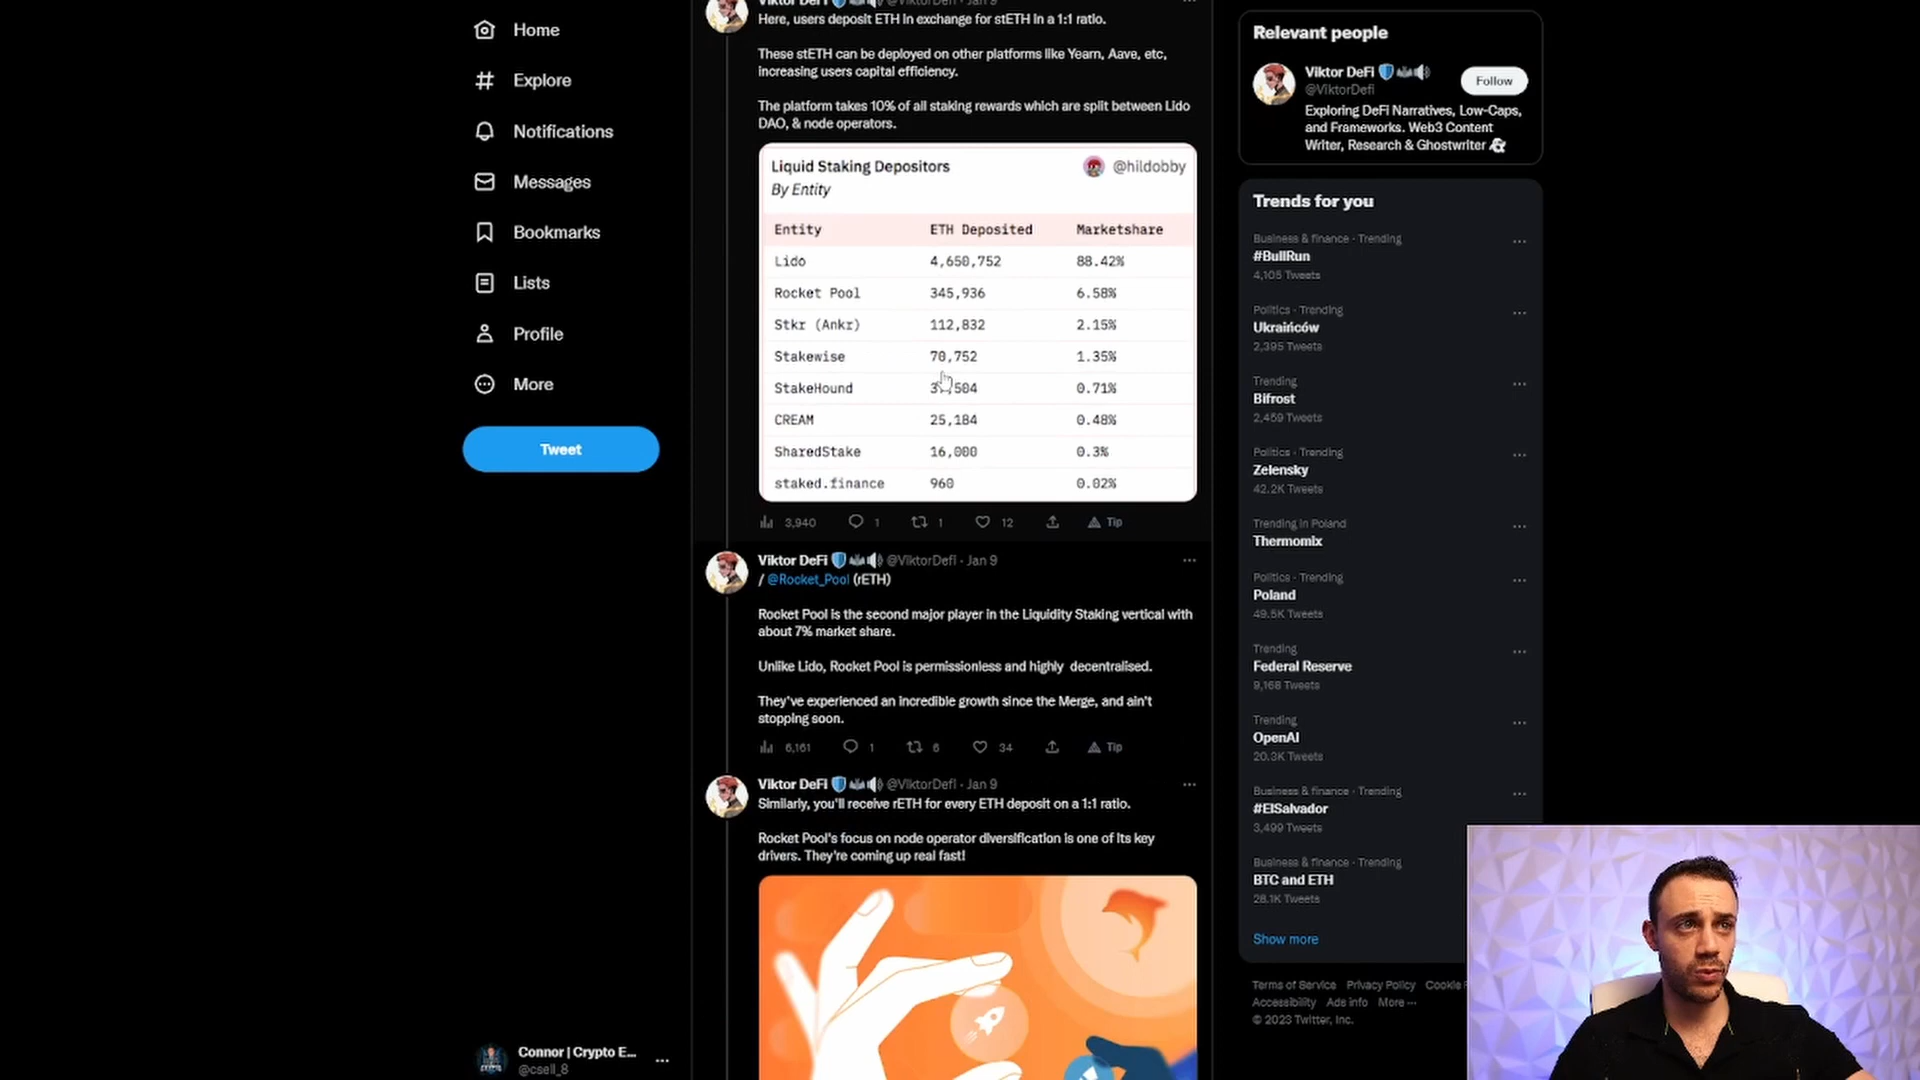 Home
Explore
Notifications
Messages
Bookmarks
Lists
Profile
More
Tweet
Connor | Crypto E...
@csell_8
Viktor DeFi @ViktorDefi · Jan 9
Here, users deposit ETH in exchange for stETH in a 1:1 ratio.
These stETH can be deployed on other platforms like Yearn, Aave, etc,
increasing users capital efficiency.
The platform takes 10% of all staking rewards which are split between Lido
DAO, & node operators.
Liquid Staking Depositors @hildobby
By Entity
Entity ETH Deposited Marketshare
Lido 4,650,752 88.42%
Rocket Pool 345,936 6.58%
Stkr (Ankr) 112,832 2.15%
Stakewise 70,752 1.35%
StakeHound 0.71%
CREAM 25,184 0.48%
SharedStake 16,000 0.3%
staked.finance 960 0.02%
3,940 1 1 12 Tip
Viktor DeFi @ViktorDefi · Jan 9
/ @Rocket_Pool (rETH)
Rocket Pool is the second major player in the Liquidity Staking vertical with
about 7% market share.
Unlike Lido, Rocket Pool is permissionless and highly decentralised.
They've experienced an incredible growth since the Merge, and ain't
stopping soon.
6,161 1 6 34 Tip
Viktor DeFi @ViktorDefi · Jan 9
Similarly, you'll receive rETH for every ETH deposit on a 1:1 ratio.
Rocket Pool's focus on node operator diversification is one of its key
drivers. They're coming up real fast!
Relevant people
Viktor DeFi
@ViktorDefi
Follow
Exploring DeFi Narratives, Low-Caps,
and Frameworks. Web3 Content
Writer, Research & Ghostwriter
Trends for you
Business & finance · Trending
#BullRun
4,105 Tweets
Politics · Trending
Ukraińców
2,395 Tweets
Trending
Bifrost
2,459 Tweets
Politics · Trending
Zelensky
42.2K Tweets
Trending in Poland
Thermomix
Politics · Trending
Poland
49.5K Tweets
Trending
Federal Reserve
9,168 Tweets
Trending
OpenAI
20.3K Tweets
Business & finance · Trending
#ElSalvador
3,499 Tweets
Business & finance · Trending
BTC and ETH
28.1K Tweets
Show more
Terms of Service Privacy Policy Cookie
Accessibility Ads info More ...
© 2023 Twitter, Inc.